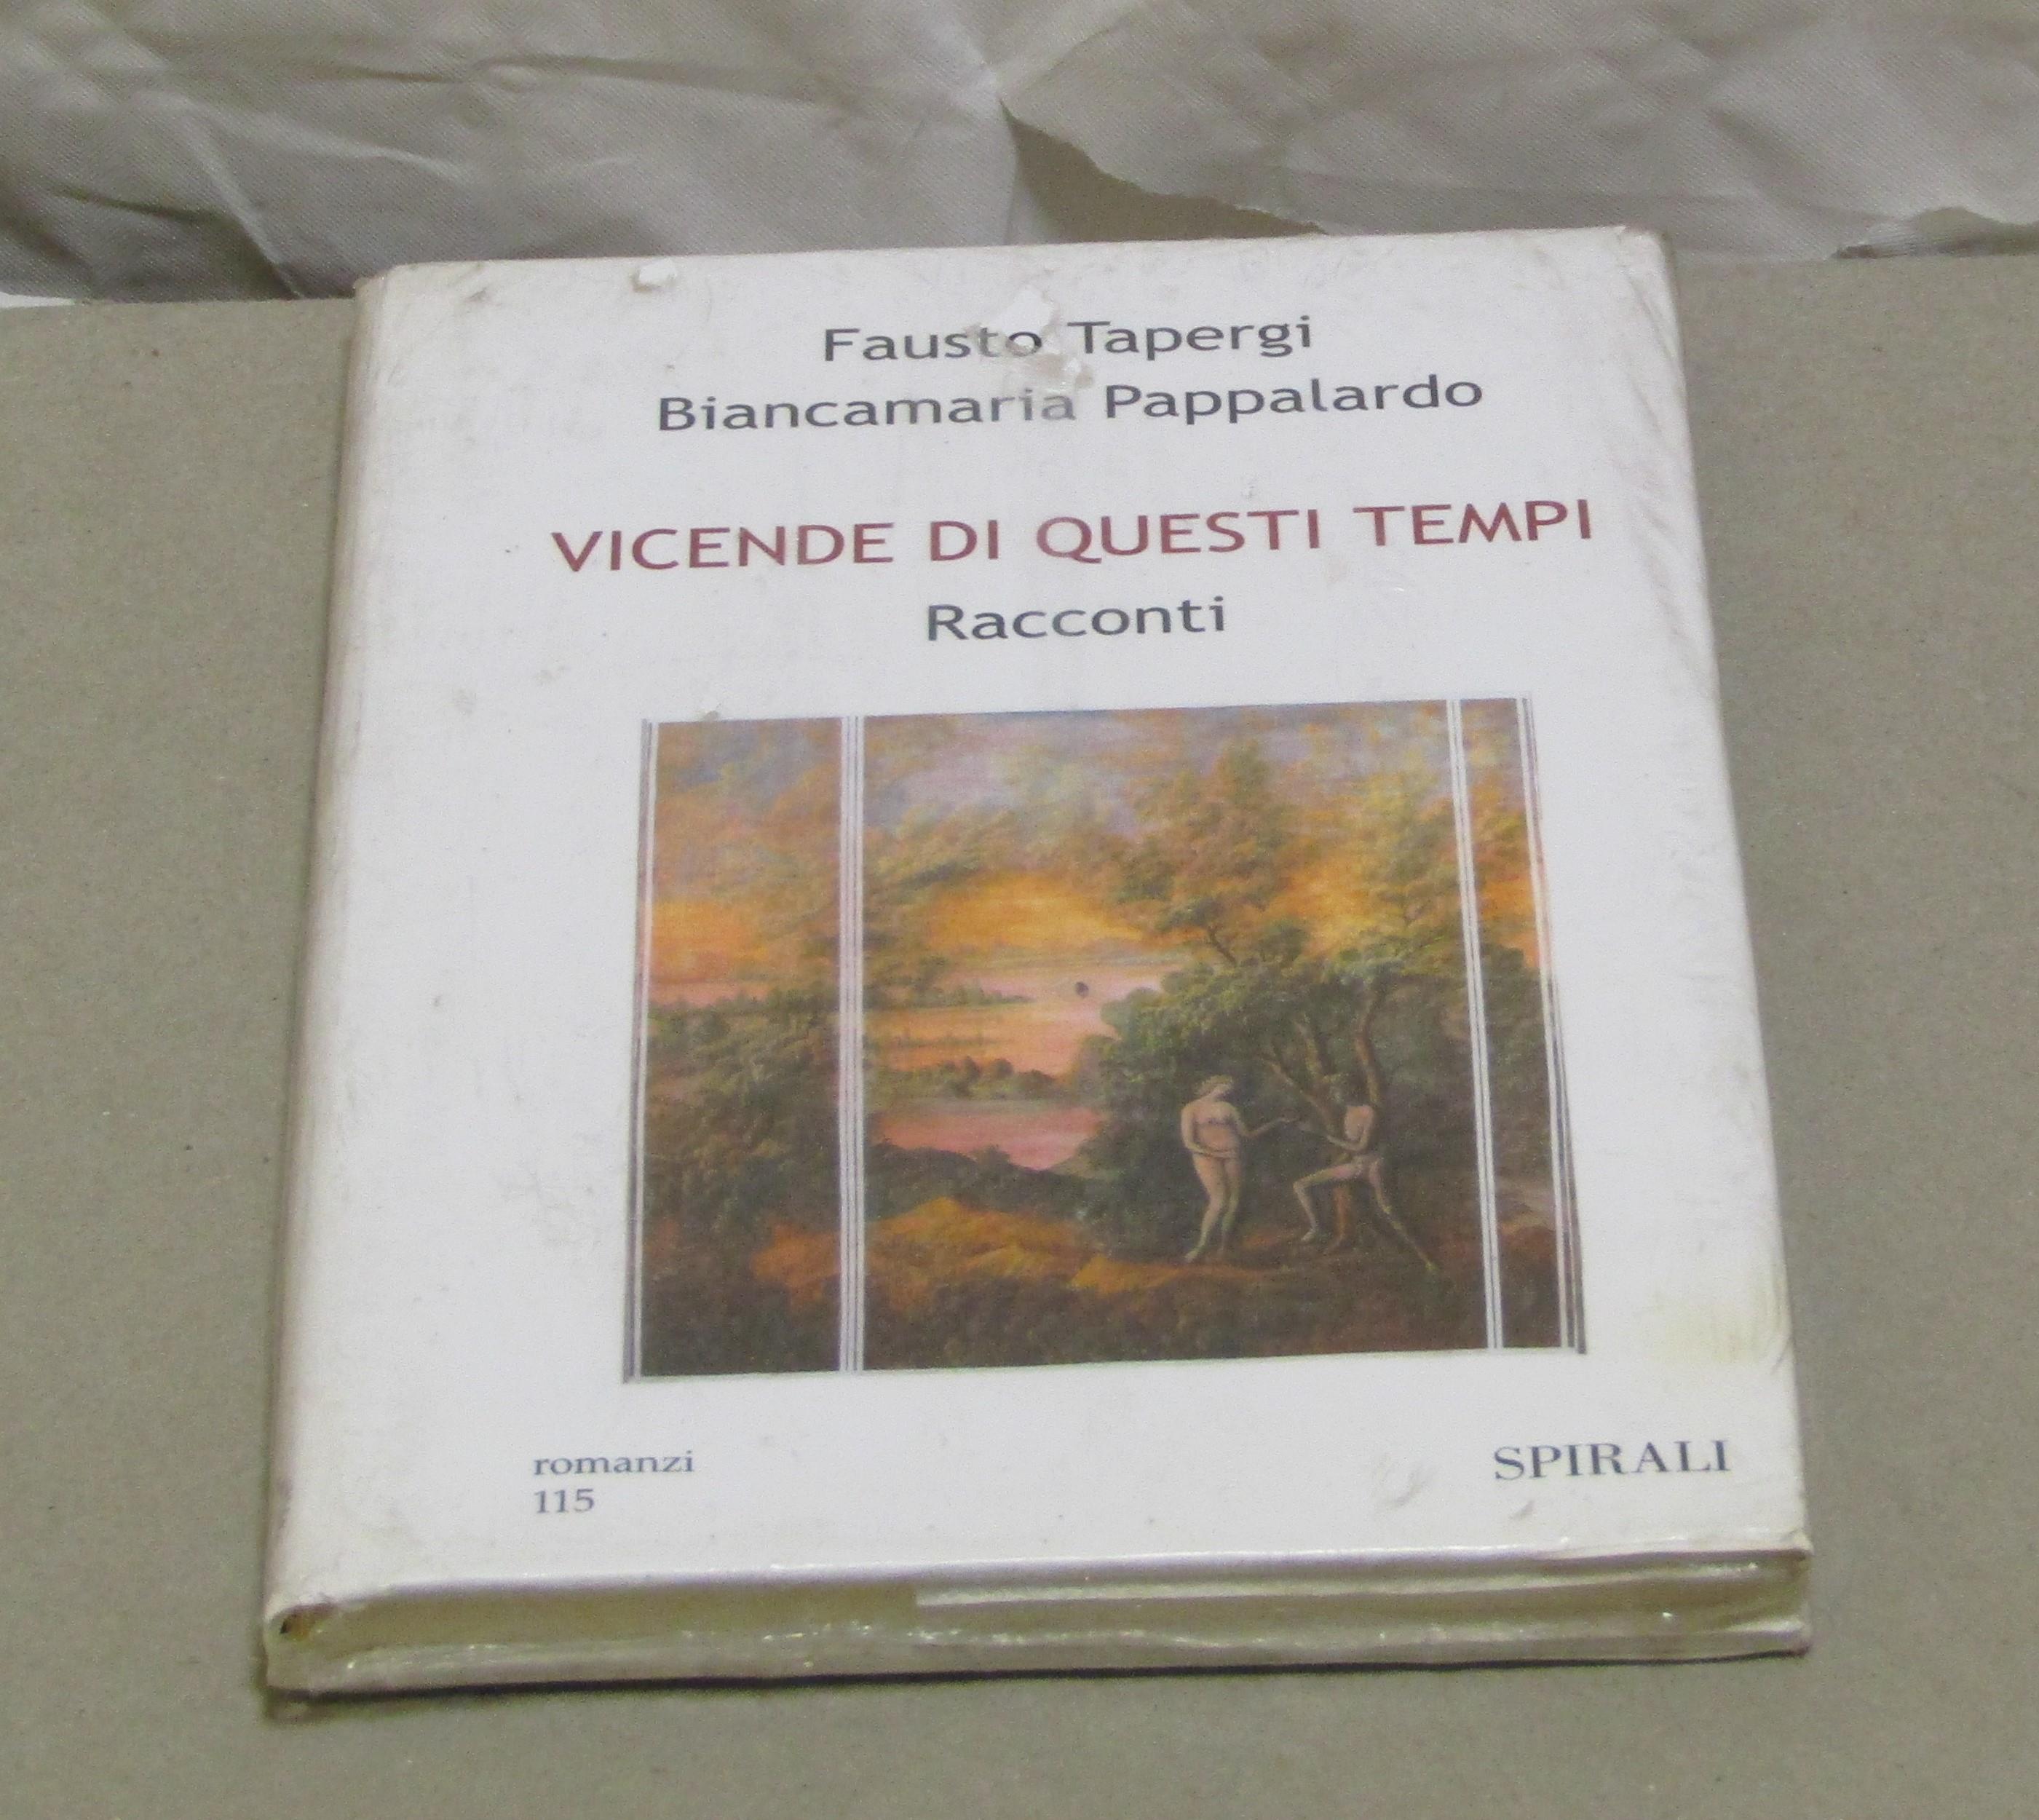 Fausto Tapergi
Biancamaria Pappalardo
VICENDE DI QUESTI TEMPI
Racconti
romanzi
115
SPIRALI